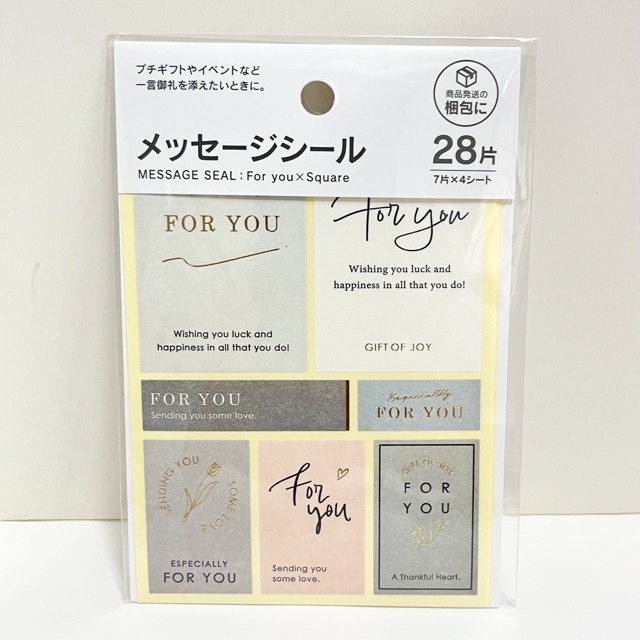 プチギフトやイベントなど
一言御礼を添えたいときに。
商品発送の
梱包に
メッセージシール
MESSAGE SEAL：For you×Square
28片
7片×4シート
FOR YOU
Wishing you luck and
happiness in all that you do!
For you
Wishing you luck and
happiness in all that you do!
GIFT OF JOY
FOR YOU
Sending you some love.
Especially
FOR YOU
SENDING YOU
SOME LOVE
ESPECIALLY
FOR YOU
For
you
Sending you
some love.
GIFT OF JOY
FOR
YOU
A Thankful Heart.